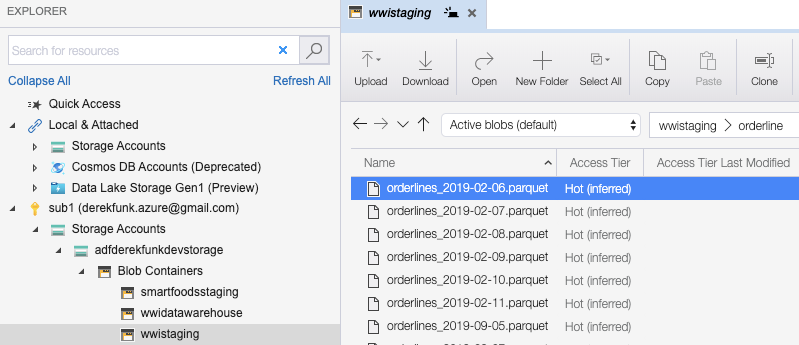 EXPLORER
Search for resources
Collapse All
Refresh All
Quick Access
Local & Attached
Storage Accounts
Cosmos DB Accounts (Deprecated)
Data Lake Storage Gen1 (Preview)
sub1 (derekfunk.azure@gmail.com)
Storage Accounts
adfderekfunkdevstorage
Blob Containers
smartfoodsstaging
wwidatawarehouse
wwistaging
wwistaging
Upload
Download
Open
New Folder
Select All
Copy
Paste
Clone
Active blobs (default)
wwistaging
orderline
Name
Access Tier
Access Tier Last Modified
orderlines_2019-02-06.parquet Hot (inferred)
orderlines_2019-02-07.parquet Hot (inferred)
orderlines_2019-02-08.parquet Hot (inferred)
orderlines_2019-02-09.parquet Hot (inferred)
orderlines_2019-02-10.parquet Hot (inferred)
orderlines_2019-02-11.parquet Hot (inferred)
orderlines_2019-09-05.parquet Hot (inferred)